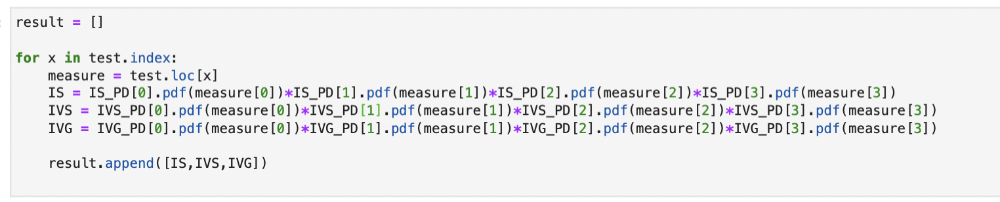 result = []
for x in test.index:
    measure = test.loc[x]
    IS = IS_PD[0].pdf(measure[0])*IS_PD[1].pdf(measure[1])*IS_PD[2].pdf(measure[2])*IS_PD[3].pdf(measure[3])
    IVS = IVS_PD[0].pdf(measure[0])*IVS_PD[1].pdf(measure[1])*IVS_PD[2].pdf(measure[2])*IVS_PD[3].pdf(measure[3])
    IVG = IVG_PD[0].pdf(measure[0])*IVG_PD[1].pdf(measure[1])*IVG_PD[2].pdf(measure[2])*IVG_PD[3].pdf(measure[3])
    result.append([IS,IVS,IVG])